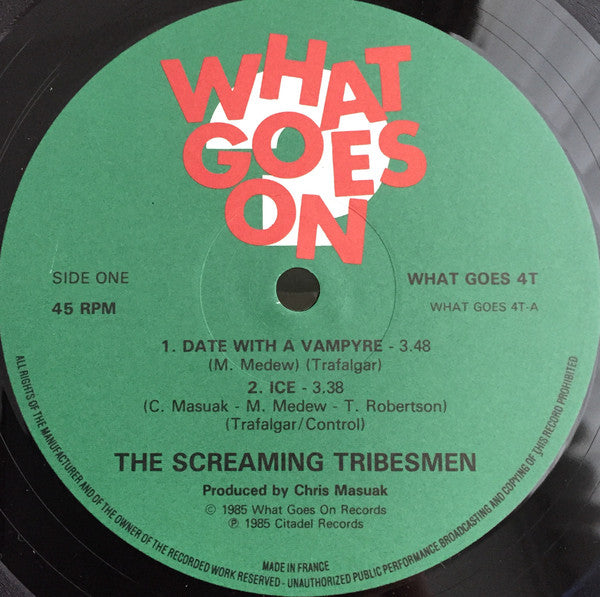 WHAT
GOES
ON
SIDE ONE
45 RPM
WHAT GOES 4T
WHAT GOES 4T-A
1. DATE WITH A VAMPYRE - 3.48
(M. Medew) (Trafalgar)
2. ICE - 3.38
(C. Masuak - M. Medew - T. Robertson)
(Trafalgar/Control)
THE SCREAMING TRIBESMEN
Produced by Chris Masuak
© 1985 What Goes On Records
℗ 1985 Citadel Records
MADE IN FRANCE
ALL RIGHTS OF THE MANUFACTURER AND OF THE OWNER OF THE RECORDED WORK RESERVED - UNAUTHORIZED PUBLIC PERFORMANCE BROADCASTING AND COPYING OF THIS RECORD PROHIBITED